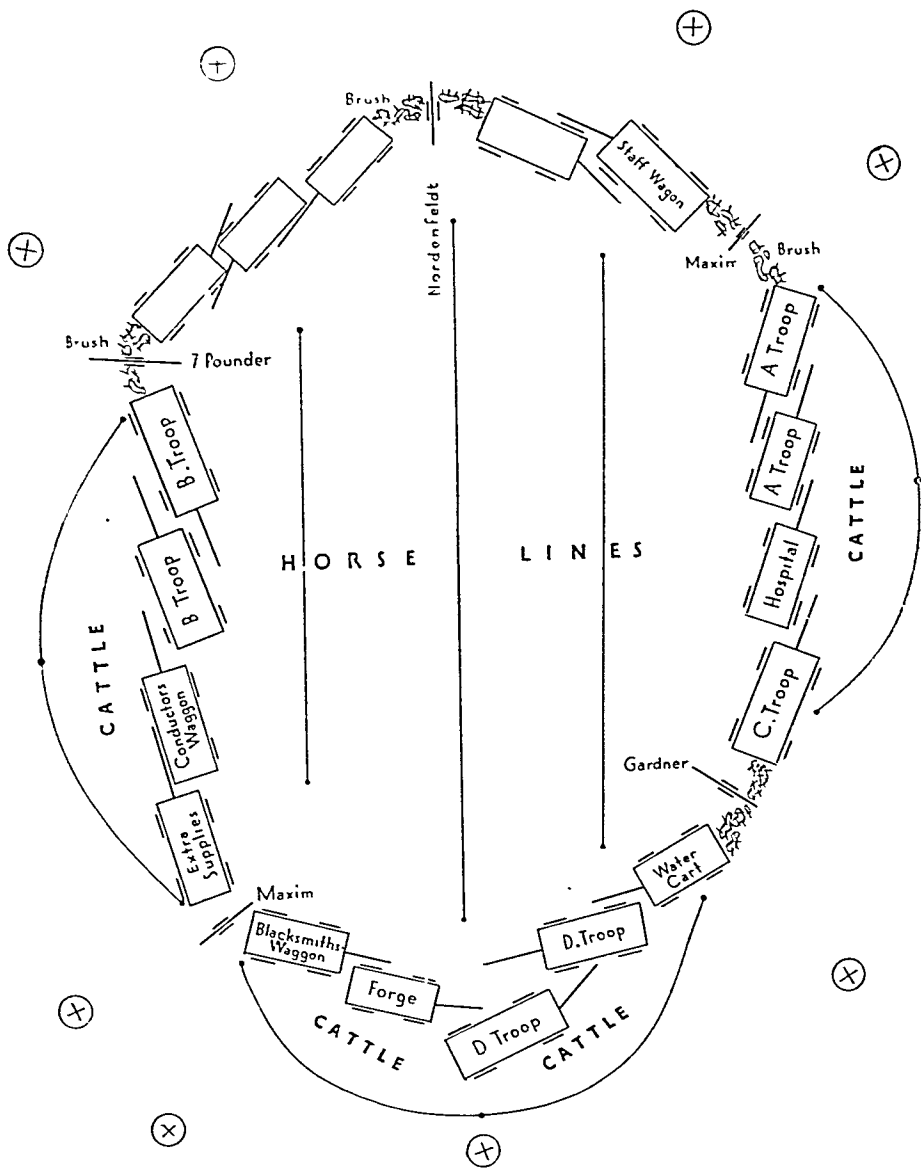 Brush
Nordonfeldt
Staff Wagon
Maxim
Brush
Brush
7 Pounder
A Troop
A Troop
Hospital
C. Troop
CATTLE
B. Troop
B Troop
Conductors
Waggon
Extra
Supplies
CATTLE
HORSE LINES
Gardner
Water
Cart
Maxim
Blacksmiths-
Waggon
Forge
D. Troop
D Troop
CATTLE
CATTLE